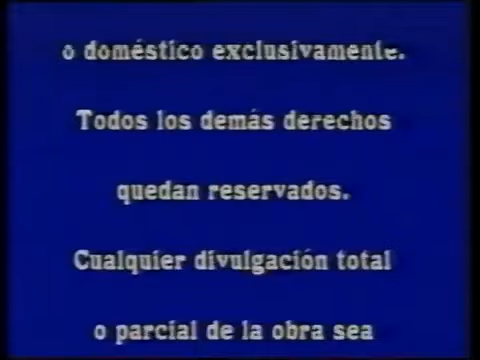 o doméstico exclusivamente.
Todos los demás derechos
quedan reservados.
Cualquier divulgación total
o parcial de la obra sea